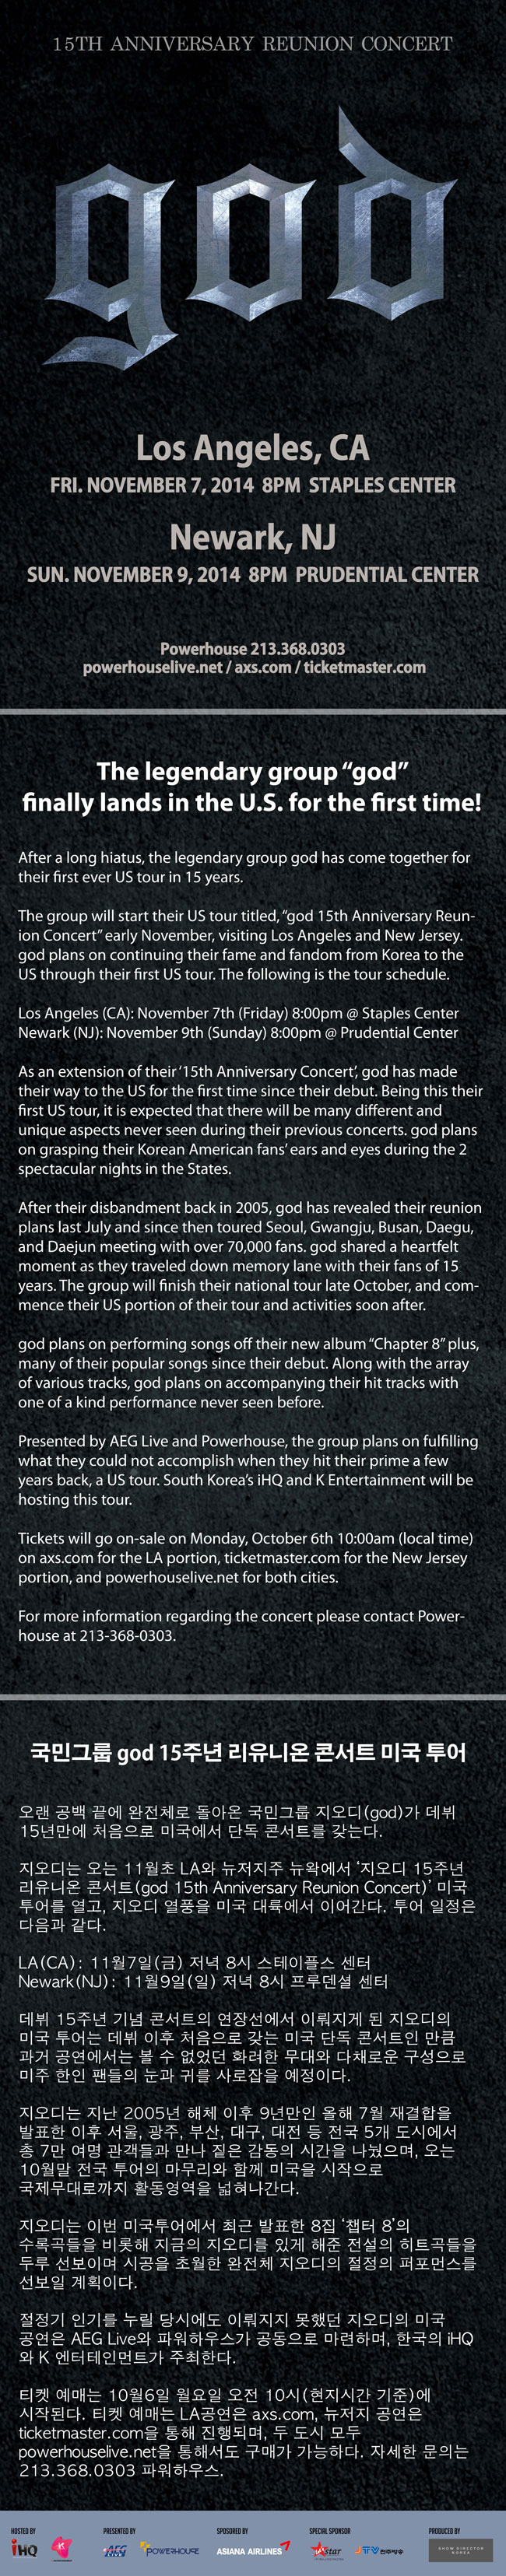 15TH ANNIVERSARY REUNION CONCERT
god
Los Angeles, CA
FRI. NOVEMBER 7, 2014 8PM STAPLES CENTER
Newark, NJ
SUN. NOVEMBER 9, 2014 8PM PRUDENTIAL CENTER
Powerhouse 213.368.0303
powerhouselive.net / axs.com / ticketmaster.com
The legendary group “god”
finally lands in the U.S. for the first time!
After a long hiatus, the legendary group god has come together for
their first ever US tour in 15 years.
The group will start their US tour titled, “god 15th Anniversary Reun-
ion Concert” early November, visiting Los Angeles and New Jersey.
god plans on continuing their fame and fandom from Korea to the
US through their first US tour. The following is the tour schedule.
Los Angeles (CA): November 7th (Friday) 8:00pm @ Staples Center
Newark (NJ): November 9th (Sunday) 8:00pm @ Prudential Center
As an extension of their ‘15th Anniversary Concert’, god has made
their way to the US for the first time since their debut. Being this their
first US tour, it is expected that there will be many different and
unique aspects never seen during their previous concerts. god plans
on grasping their Korean American fans’ ears and eyes during the 2
spectacular nights in the States.
After their disbandment back in 2005, god has revealed their reunion
plans last July and since then toured Seoul, Gwangju, Busan, Daegu,
and Daejun meeting with over 70,000 fans. god shared a heartfelt
moment as they traveled down memory lane with their fans of 15
years. The group will finish their national tour late October, and com-
mence their US portion of their tour and activities soon after.
god plans on performing songs off their new album “Chapter 8” plus,
many of their popular songs since their debut. Along with the array
of various tracks, god plans on accompanying their hit tracks with
one of a kind performance never seen before.
Presented by AEG Live and Powerhouse, the group plans on fulfilling
what they could not accomplish when they hit their prime a few
years back, a US tour. South Korea’s iHQ and K Entertainment will be
hosting this tour.
Tickets will go on-sale on Monday, October 6th 10:00am (local time)
on axs.com for the LA portion, ticketmaster.com for the New Jersey
portion, and powerhouselive.net for both cities.
For more information regarding the concert please contact Power-
house at 213-368-0303.
국민그룹 god 15주년 리유니온 콘서트 미국 투어
오랜 공백 끝에 완전체로 돌아온 국민그룹 지오디(god)가 데뷔
15년만에 처음으로 미국에서 단독 콘서트를 갖는다.
지오디는 오는 11월초 LA와 뉴저지주 뉴왁에서 ‘지오디 15주년
리유니온 콘서트(god 15th Anniversary Reunion Concert)’ 미국
투어를 열고, 지오디 열풍을 미국 대륙에서 이어간다. 투어 일정은
다음과 같다.
LA(CA): 11월7일(금) 저녁 8시 스테이플스 센터
Newark(NJ): 11월9일(일) 저녁 8시 프루덴셜 센터
데뷔 15주년 기념 콘서트의 연장선에서 이뤄지게 된 지오디의
미국 투어는 데뷔 이후 처음으로 갖는 미국 단독 콘서트인 만큼
과거 공연에서는 볼 수 없었던 화려한 무대와 다채로운 구성으로
미주 한인 팬들의 눈과 귀를 사로잡을 예정이다.
지오디는 지난 2005년 해체 이후 9년만인 올해 7월 재결합을
발표한 이후 서울, 광주, 부산, 대구, 대전 등 전국 5개 도시에서
총 7만 여명 관객들과 만나 짙은 감동의 시간을 나눴으며, 오는
10월말 전국 투어의 마무리와 함께 미국을 시작으로
국제무대로까지 활동영역을 넓혀나간다.
지오디는 이번 미국투어에서 최근 발표한 8집 ‘챕터 8’의
수록곡들을 비롯해 지금의 지오디를 있게 해준 전설의 히트곡들을
두루 선보이며 시공을 초월한 완전체 지오디의 절정의 퍼포먼스를
선보일 계획이다.
절정기 인기를 누릴 당시에도 이뤄지지 못했던 지오디의 미국
공연은 AEG Live와 파워하우스가 공동으로 마련하며, 한국의 iHQ
와 K 엔터테인먼트가 주최한다.
티켓 예매는 10월6일 월요일 오전 10시(현지시간 기준)에
시작된다. 티켓 예매는 LA공연은 axs.com, 뉴저지 공연은
ticketmaster.com을 통해 진행되며, 두 도시 모두
powerhouselive.net을 통해서도 구매가 가능하다. 자세한 문의는
213.368.0303 파워하우스.
HOSTED BY PRESENTED BY SPOSORED BY SPECIAL SPONSOR PRODUCED BY
iHQ K AEG LIVE POWERHOUSE ASIANA AIRLINES star JTV 전주방송 SHOW DIRECTOR
KOREA